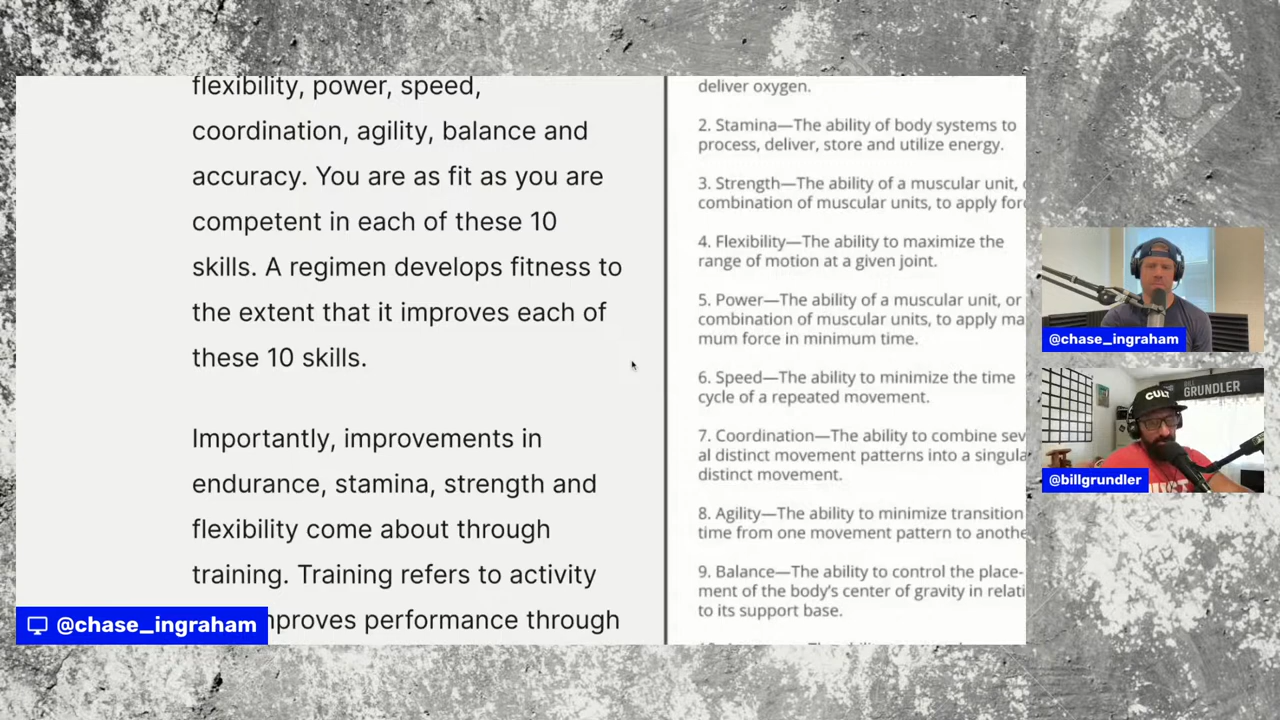 flexibility, power, speed,
coordination, agility, balance and
accuracy. You are as fit as you are
competent in each of these 10
skills. A regimen develops fitness to
the extent that it improves each of
these 10 skills.
Importantly, improvements in
endurance, stamina, strength and
flexibility come about through
training. Training refers to activity
improves performance through
deliver oxygen.
2. Stamina—The ability of body systems to
process, deliver, store and utilize energy.
3. Strength—The ability of a muscular unit,
combination of muscular units, to apply
4. Flexibility—The ability to maximize the
range of motion at a given joint.
5. Power—The ability of a muscular unit, or
combination of muscular units, to apply ma
mum force in minimum time.
6. Speed—The ability to minimize the time
cycle of a repeated movement.
7. Coordination—The ability to combine sev
al distinct movement patterns into a singula
distinct movement.
8. Agility—The ability to minimize transition
time from one movement pattern to anothe
9. Balance—The ability to control the place-
ment of the body's center of gravity in relati
to its support base.
@chase_ingraham
@chase_ingraham
BILL
GRUNDLER
CULT
@billgrundler